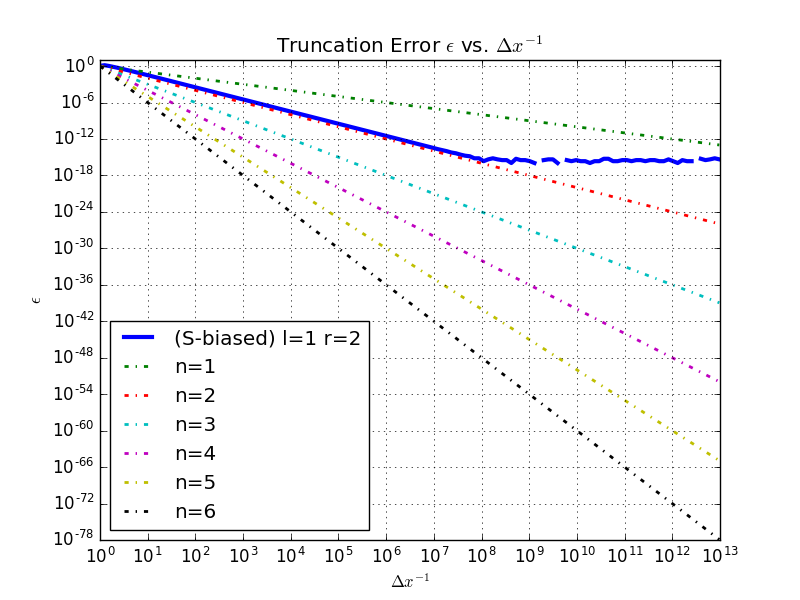 Truncation Error ϵ vs. Δx⁻¹
10⁰
10⁻⁶
10⁻¹²
10⁻¹⁸
10⁻²⁴
10⁻³⁰
10⁻³⁶
10⁻⁴²
10⁻⁴⁸
10⁻⁵⁴
10⁻⁶⁰
10⁻⁶⁶
10⁻⁷²
10⁻⁷⁸
ϵ
(S-biased) l=1 r=2
n=1
n=2
n=3
n=4
n=5
n=6
10⁰ 10¹ 10² 10³ 10⁴ 10⁵ 10⁶ 10⁷ 10⁸ 10⁹ 10¹⁰ 10¹¹ 10¹² 10¹³
Δx⁻¹